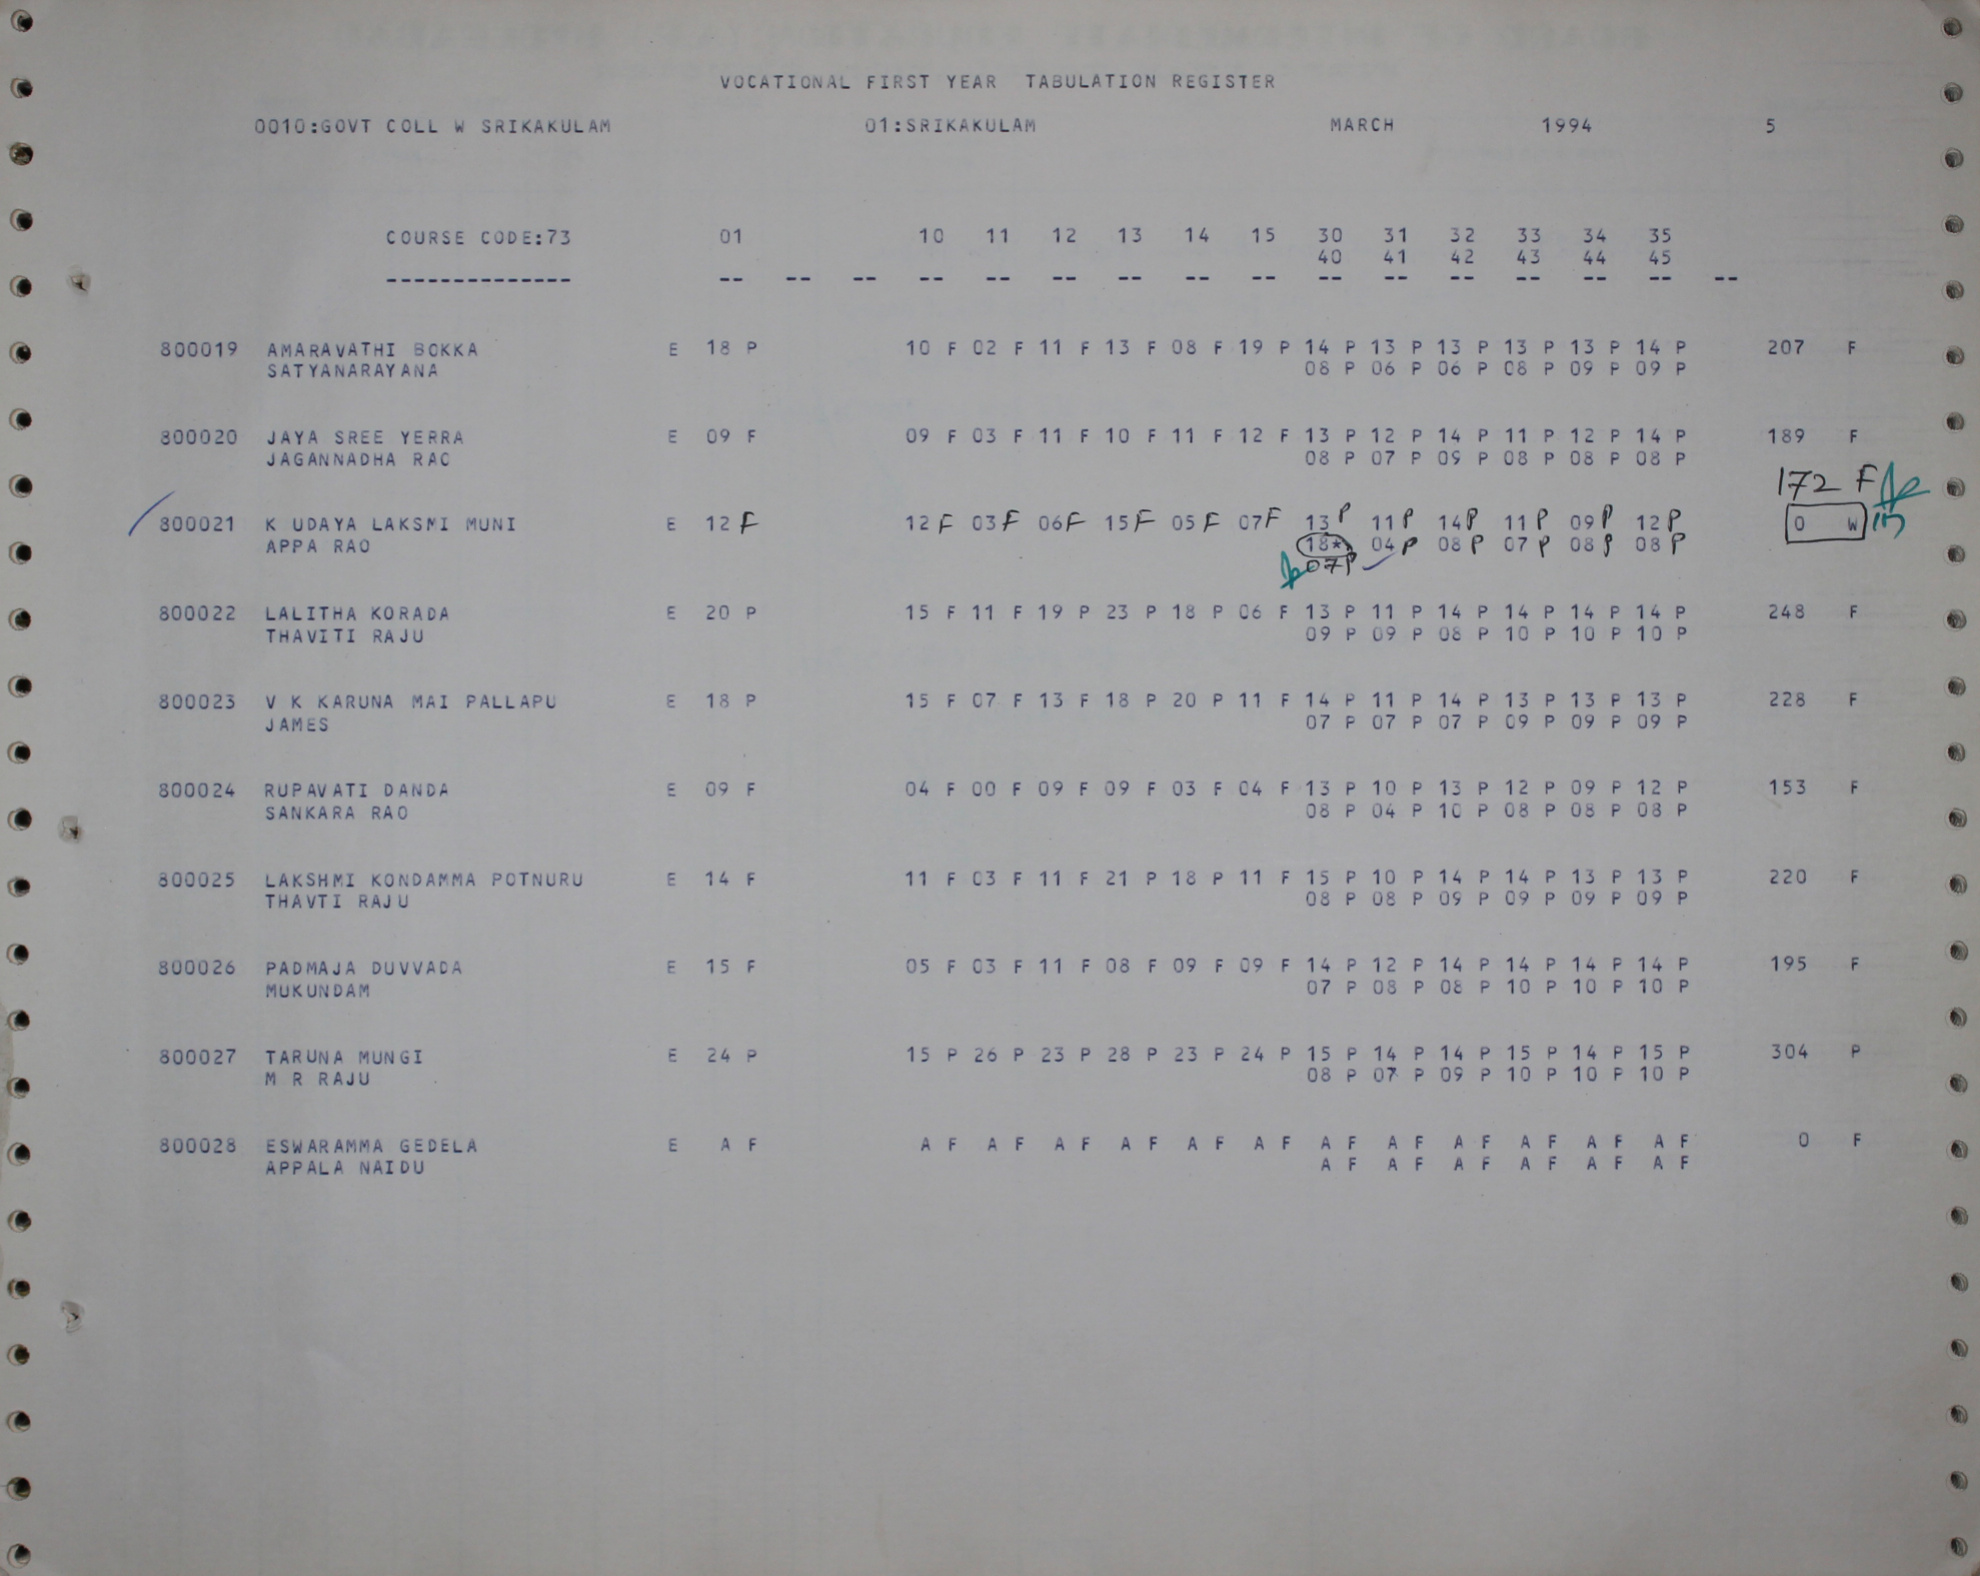 VOCATIONAL FIRST YEAR TABULATION REGISTER
0010:GOVT COLL W SRIKAKULAM 01:SRIKAKULAM MARCH 1994 5
COURSE CODE:73 01 10 11 12 13 14 15 30 31 32 33 34 35
40 41 42 43 44 45
-------------- -- -- -- -- -- -- -- -- -- -- -- -- -- -- -- --
800019 AMARAVATHI BOKKA E 18 P 10 F 02 F 11 F 13 F 08 F 19 P 14 P 13 P 13 P 13 P 13 P 14 P 207 F
SATYANARAYANA 08 P 06 P 06 P 08 P 09 P 09 P
800020 JAYA SREE YERRA E 09 F 09 F 03 F 11 F 10 F 11 F 12 F 13 P 12 P 14 P 11 P 12 P 14 P 189 F
JAGANNADHA RAO 08 P 07 P 09 P 08 P 08 P 08 P
172 F
800021 K UDAYA LAKSMI MUNI E 12 F 12 F 03 F 06 F 15 F 05 F 07 F 13 P 11 P 14 P 11 P 09 P 12 P 0 W
APPA RAO 18* 04 P 08 P 07 P 08 P 08 P
07 P
800022 LALITHA KORADA E 20 P 15 F 11 F 19 P 23 P 18 P 06 F 13 P 11 P 14 P 14 P 14 P 14 P 248 F
THAVITI RAJU 09 P 09 P 08 P 10 P 10 P 10 P
800023 V K KARUNA MAI PALLAPU E 18 P 15 F 07 F 13 F 18 P 20 P 11 F 14 P 11 P 14 P 13 P 13 P 13 P 228 F
JAMES 07 P 07 P 07 P 09 P 09 P 09 P
800024 RUPAVATI DANDA E 09 F 04 F 00 F 09 F 09 F 03 F 04 F 13 P 10 P 13 P 12 P 09 P 12 P 153 F
SANKARA RAO 08 P 04 P 10 P 08 P 08 P 08 P
800025 LAKSHMI KONDAMMA POTNURU E 14 F 11 F 03 F 11 F 21 P 18 P 11 F 15 P 10 P 14 P 14 P 13 P 13 P 220 F
THAVTI RAJU 08 P 08 P 09 P 09 P 09 P 09 P
800026 PADMAJA DUVVADA E 15 F 05 F 03 F 11 F 08 F 09 F 09 F 14 P 12 P 14 P 14 P 14 P 14 P 195 F
MUKUNDAM 07 P 08 P 08 P 10 P 10 P 10 P
800027 TARUNA MUNGI E 24 P 15 P 26 P 23 P 28 P 23 P 24 P 15 P 14 P 14 P 15 P 14 P 15 P 304 P
M R RAJU 08 P 07 P 09 P 10 P 10 P 10 P
800028 ESWARAMMA GEDELA E A F A F A F A F A F A F A F A F A F A F A F A F A F 0 F
APPALA NAIDU A F A F A F A F A F A F